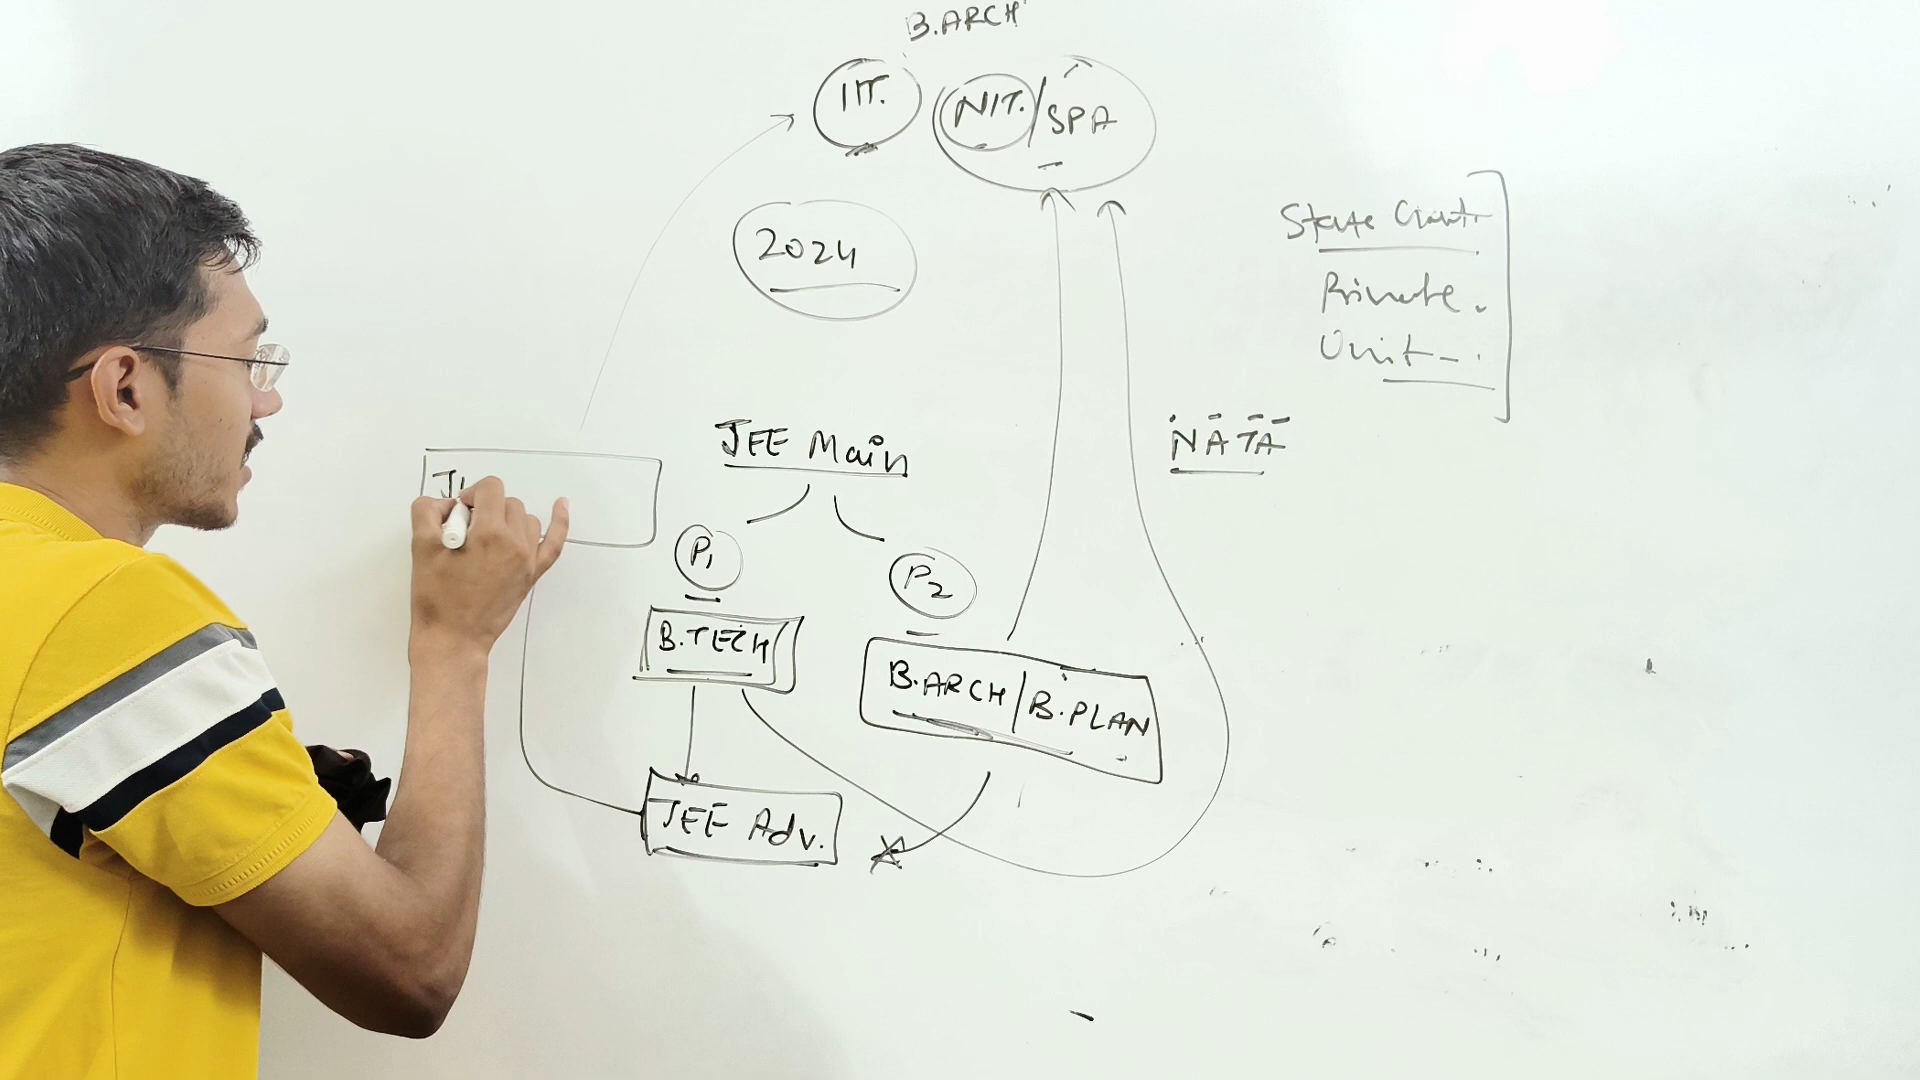 B.ARCH
IIT.
NIT./SPA
2024
State Govt.
Private.
Unit-.
JEE Main
NATA
P1
P2
B.TECH
B.ARCH/B.PLAN
JEE Adv.